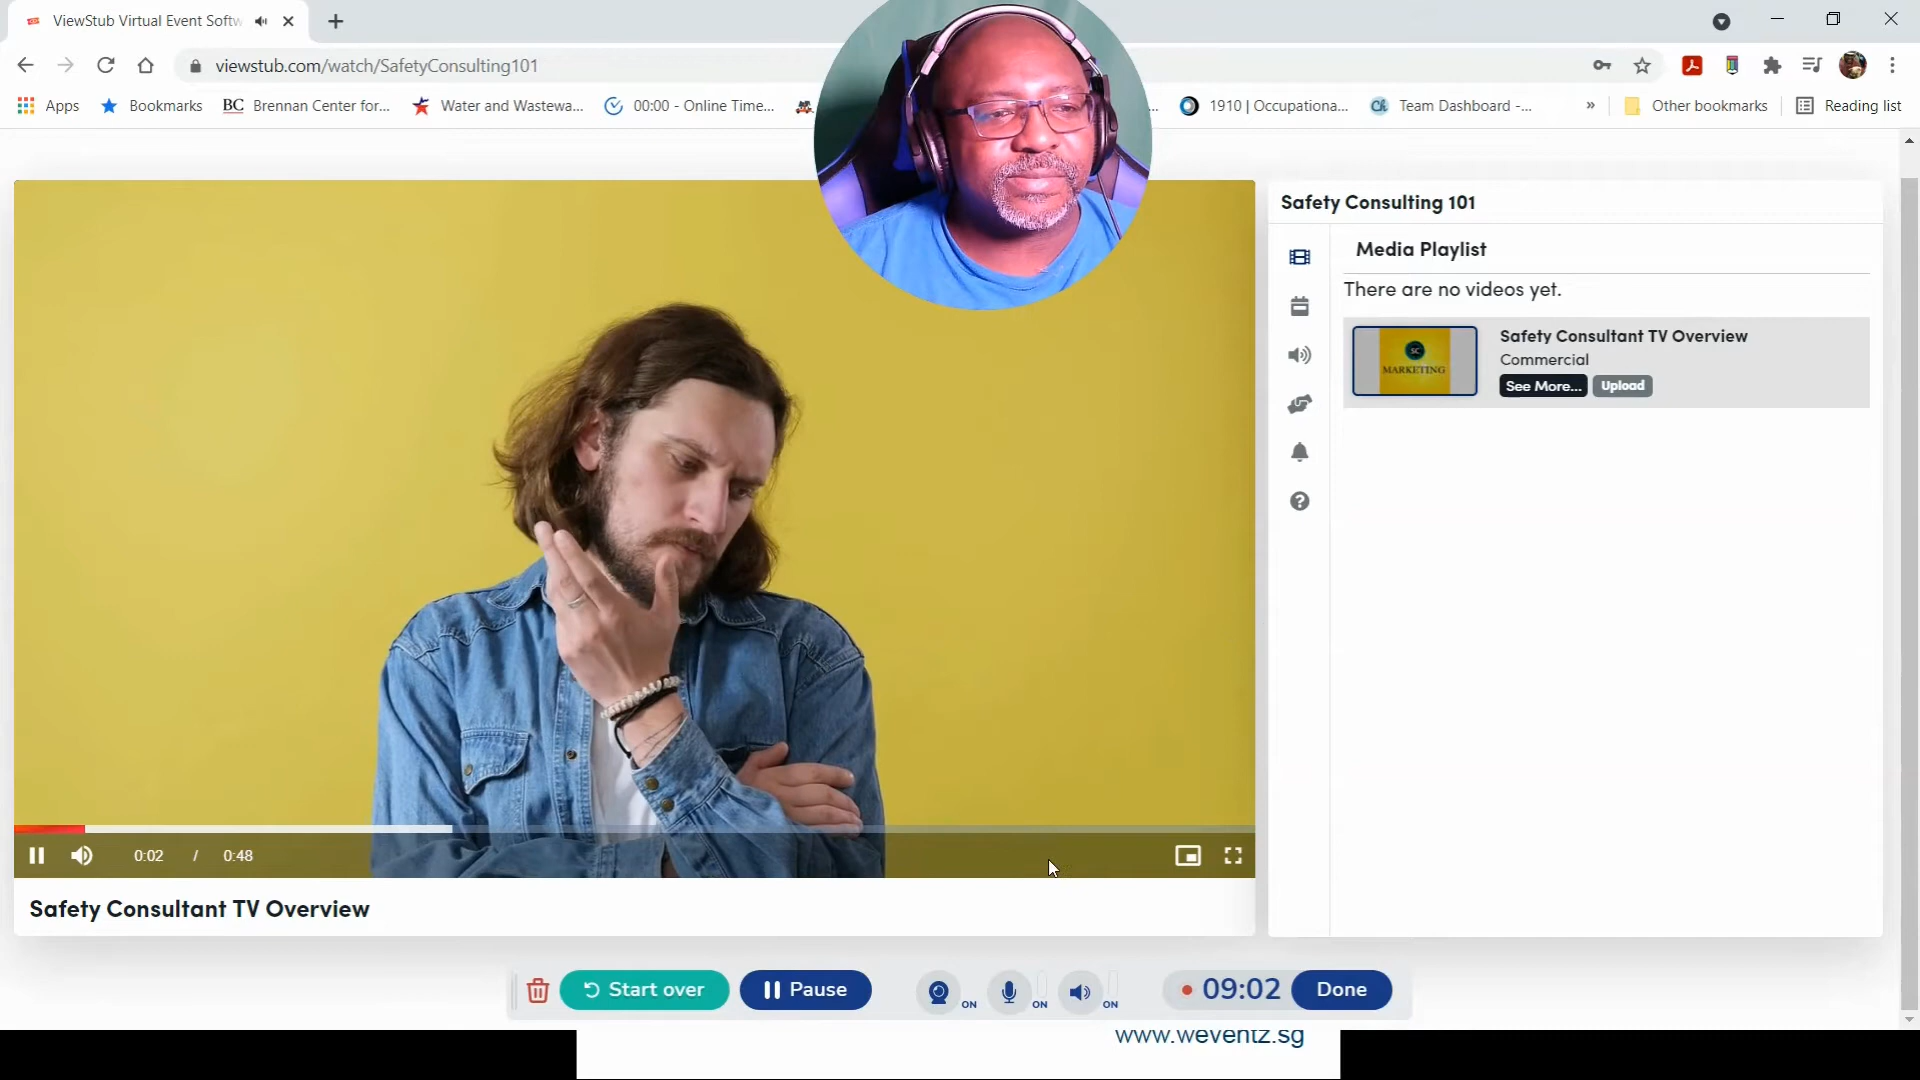 ViewStub Virtual Event Softw
viewstub.com/watch/SafetyConsulting101
Apps
Bookmarks
BC Brennan Center for...
Water and Wastewa...
00:00 - Online Time...
1910 | Occupationa...
Ch Team Dashboard -...
»
Other bookmarks
Reading list
Safety Consulting 101
Media Playlist
There are no videos yet.
SC
MARKETING
Safety Consultant TV Overview
Commercial
See More...
Upload
0:02 / 0:48
Safety Consultant TV Overview
Start over
Pause
ON
ON
ON
09:02
Done
www.weventz.sg